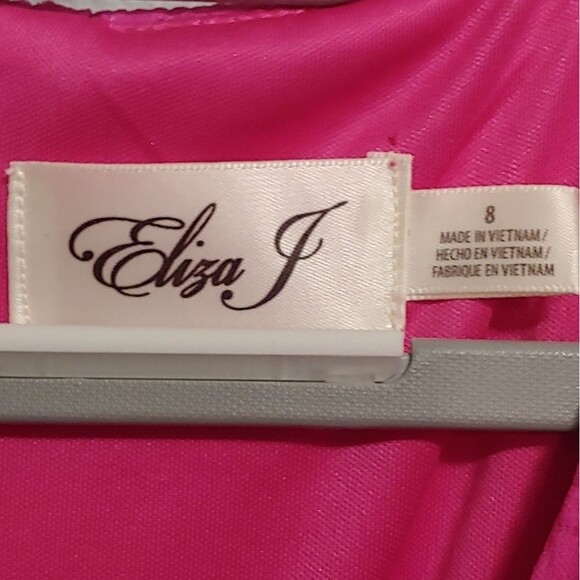 Eliza J
8
MADE IN VIETNAM/
HECHO EN VIETNAM/
FABRIQUE EN VIETNAM